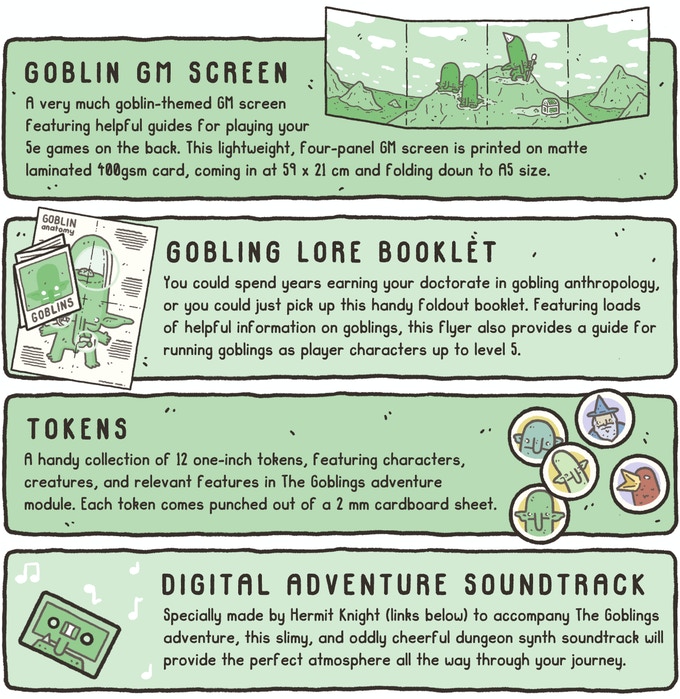 GOBLIN GM SCREEN
A very much goblin-themed GM screen
featuring helpful guides for playing your
5e games on the back. This lightweight, four-panel GM screen is printed on matte
laminated 400gsm card, coming in at 59 x 21 cm and folding down to A5 size.
GOBLIN
anatomy
GOBLINS
GOBLING LORE BOOKLET
You could spend years earning your doctorate in gobling anthropology,
or you could just pick up this handy foldout booklet. Featuring loads
of helpful information on goblings, this flyer also provides a guide for
running goblings as player characters up to level 5.
TOKENS
A handy collection of 12 one-inch tokens, featuring characters,
creatures, and relevant features in The Goblings adventure
module. Each token comes punched out of a 2 mm cardboard sheet.
DIGITAL ADVENTURE SOUNDTRACK
Specially made by Hermit Knight (links below) to accompany The Goblings
adventure, this slimy, and oddly cheerful dungeon synth soundtrack will
provide the perfect atmosphere all the way through your journey.